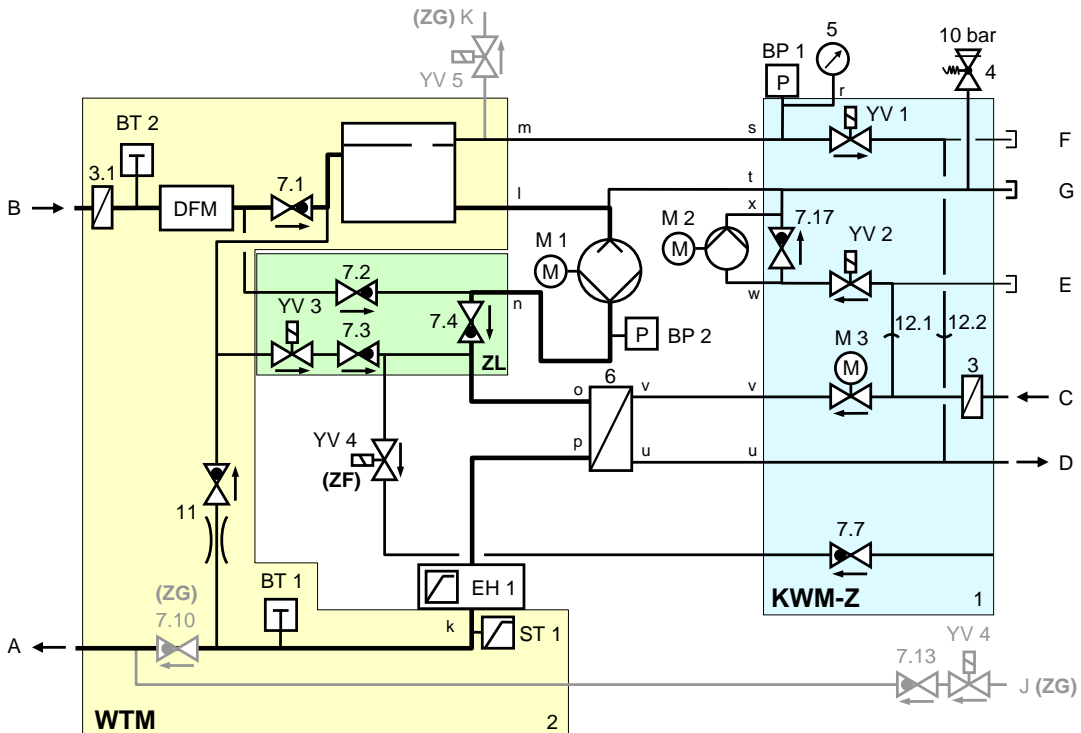 (ZG) K
YV 5
5
10 bar
BP 1
4
P
r
BT 2
m
s
YV 1
F
3.1
7.1
T
t
B
DFM
l
x
G
M 2
7.17
YV 2
M 1
M
M
7.2
w
E
YV 3
n
7.4
12.1
12.2
7.3
P
BP 2
M 3
ZL
M
3
6
o
v
v
C
YV 4
(ZF)
p
u
u
D
11
7.7
BT 1
EH 1
(ZG)
7.10
T
KWM-Z
1
k
ST 1
A
YV 4
7.13
J (ZG)
WTM
2